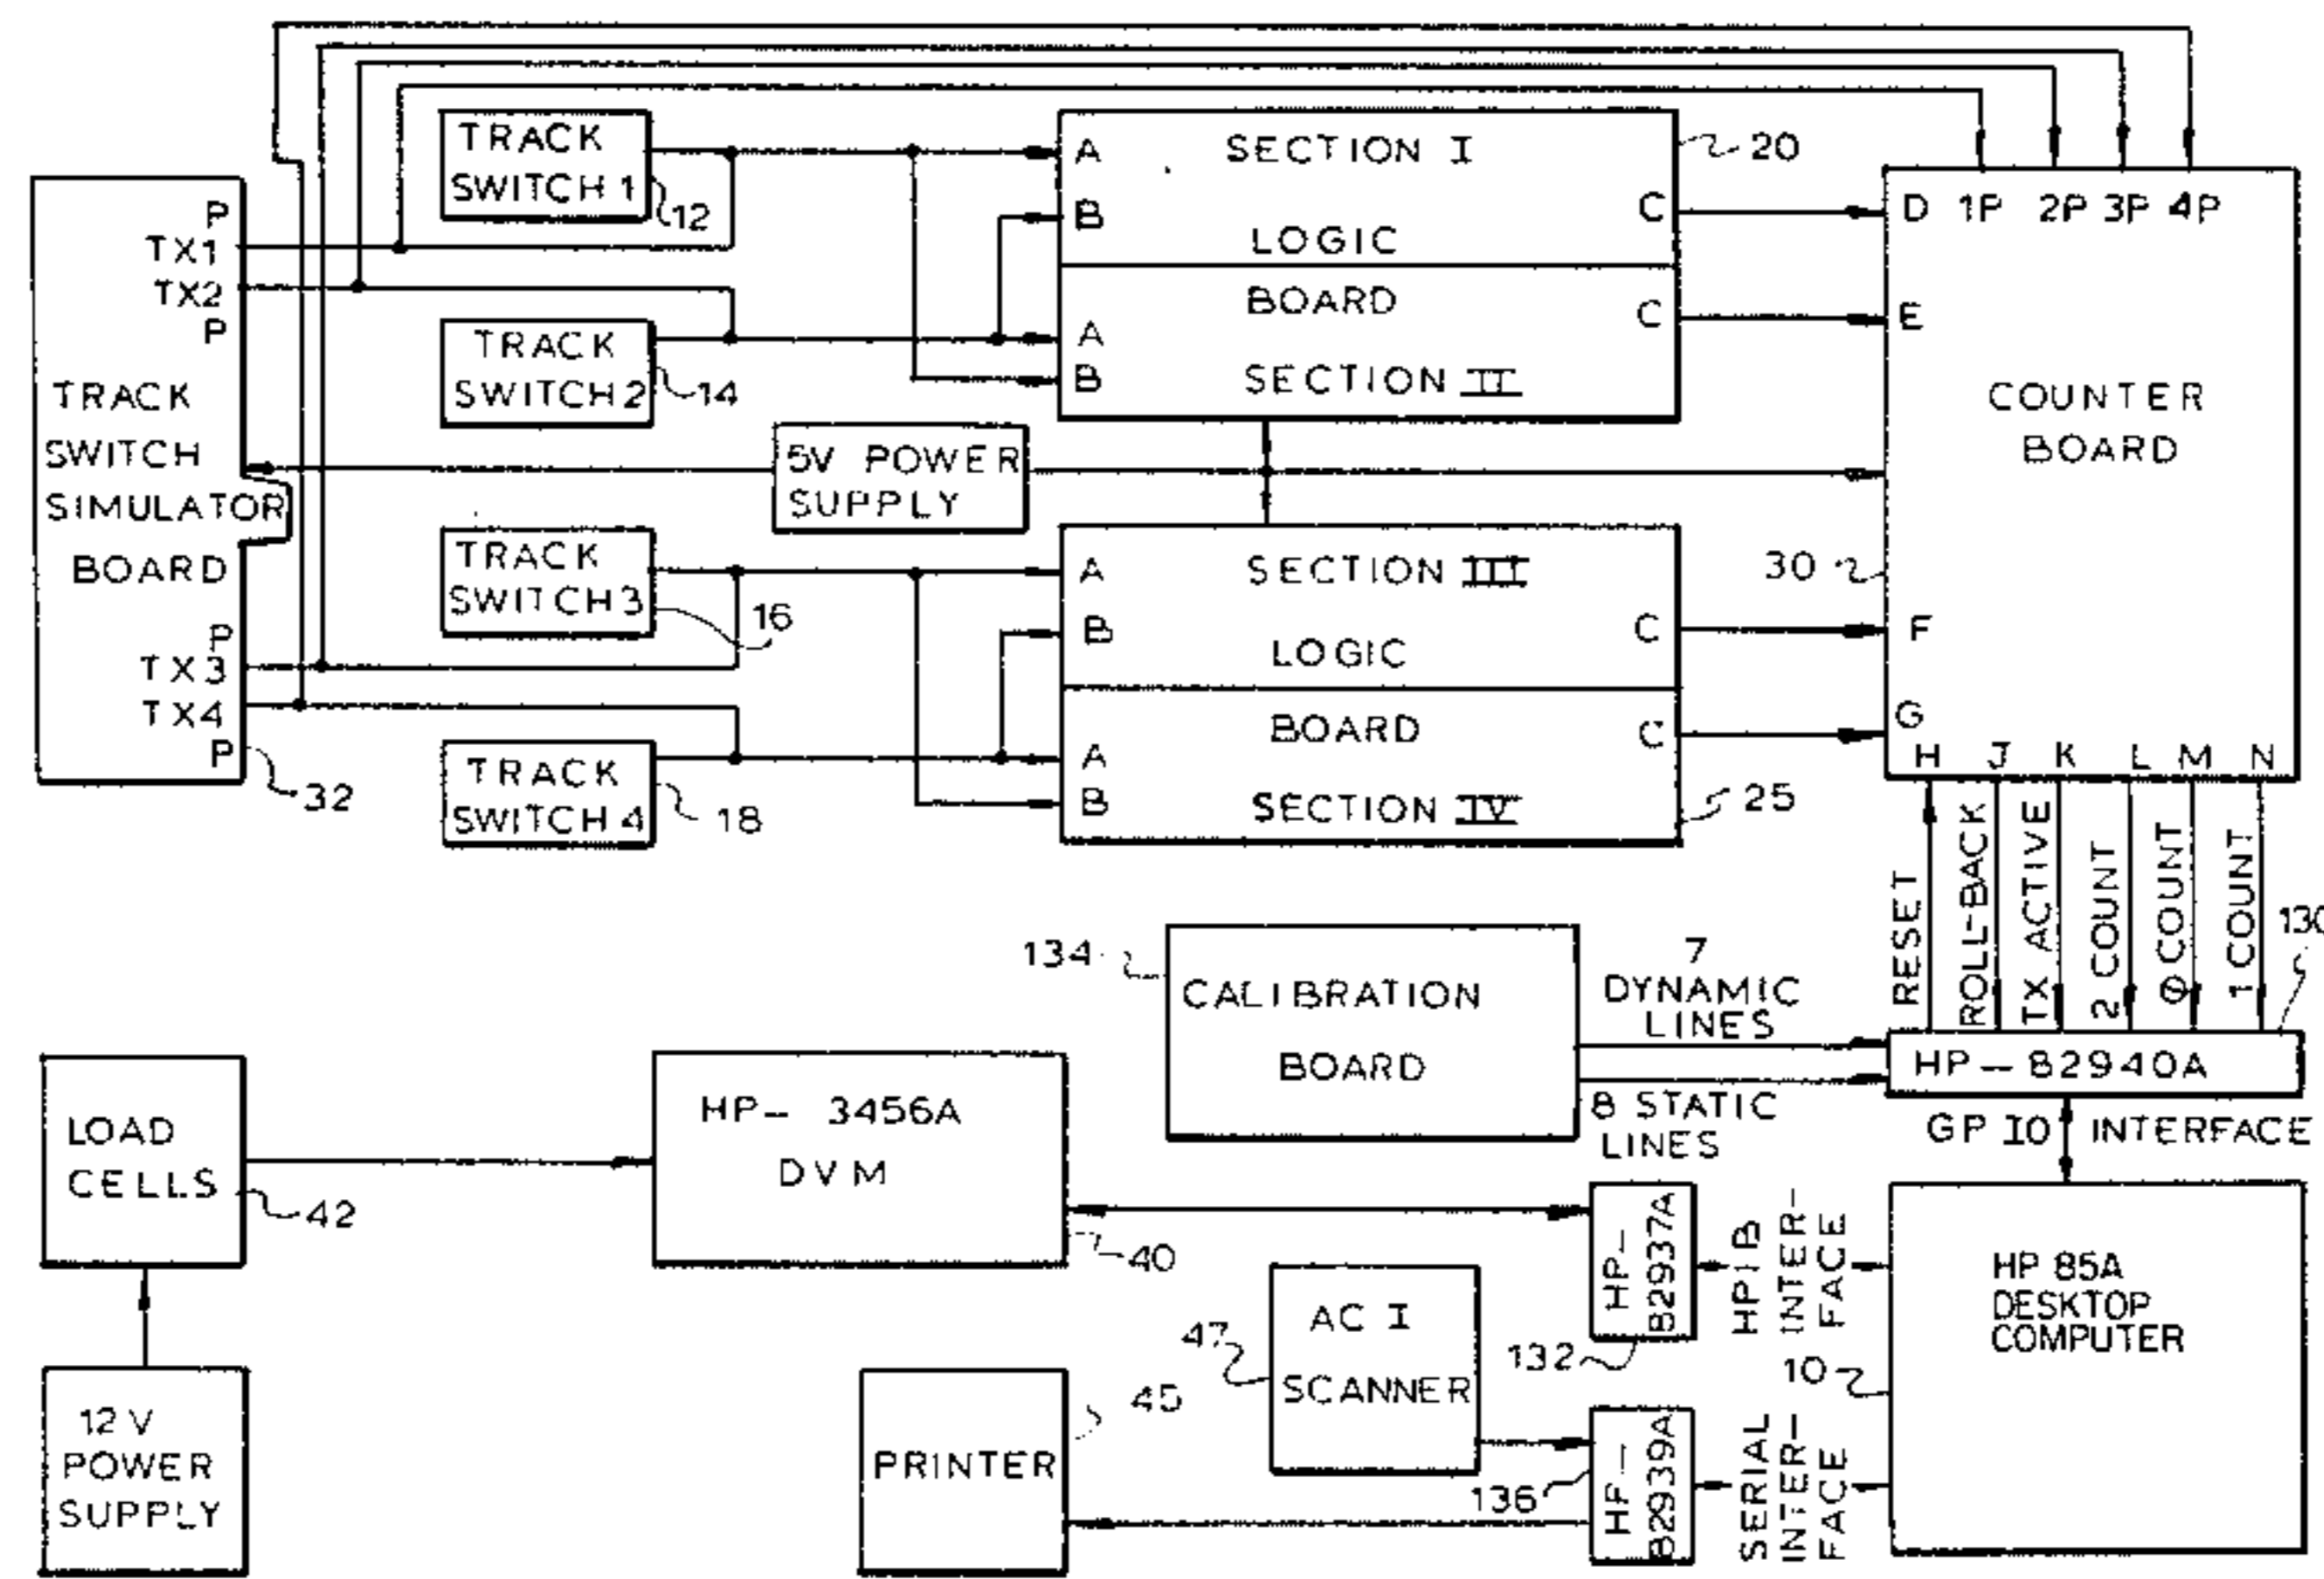 TRACK
SWITCH 1
12
P
TX1
TX2
P
TRACK
SWITCH
SIMULATOR
BOARD
P
TX3
TX4
P
32
TRACK
SWITCH 2
14
5V POWER
SUPPLY
TRACK
SWITCH 3
16
TRACK
SWITCH 4
18
A
B
SECTION I
LOGIC
C
20
BOARD
A
B
SECTION II
C
A
B
SECTION III
LOGIC
C
BOARD
A
B
SECTION IV
C
25
D 1P 2P 3P 4P
E
COUNTER
BOARD
30
F
G
H J K L M N
RESET
ROLL-BACK
TX ACTIVE
2 COUNT
0 COUNT
1 COUNT
130
134
CALIBRATION
BOARD
7
DYNAMIC
LINES
8 STATIC
LINES
HP-82940A
GP IO INTERFACE
LOAD
CELLS
42
HP-3456A
DVM
40
HP-
82937A
132
HPIB
INTER-
FACE
HP 85A
DESKTOP
COMPUTER
10
12 V
POWER
SUPPLY
PRINTER
45
AC I
SCANNER
47
HP-
82939A
136
SERIAL
INTER-
FACE